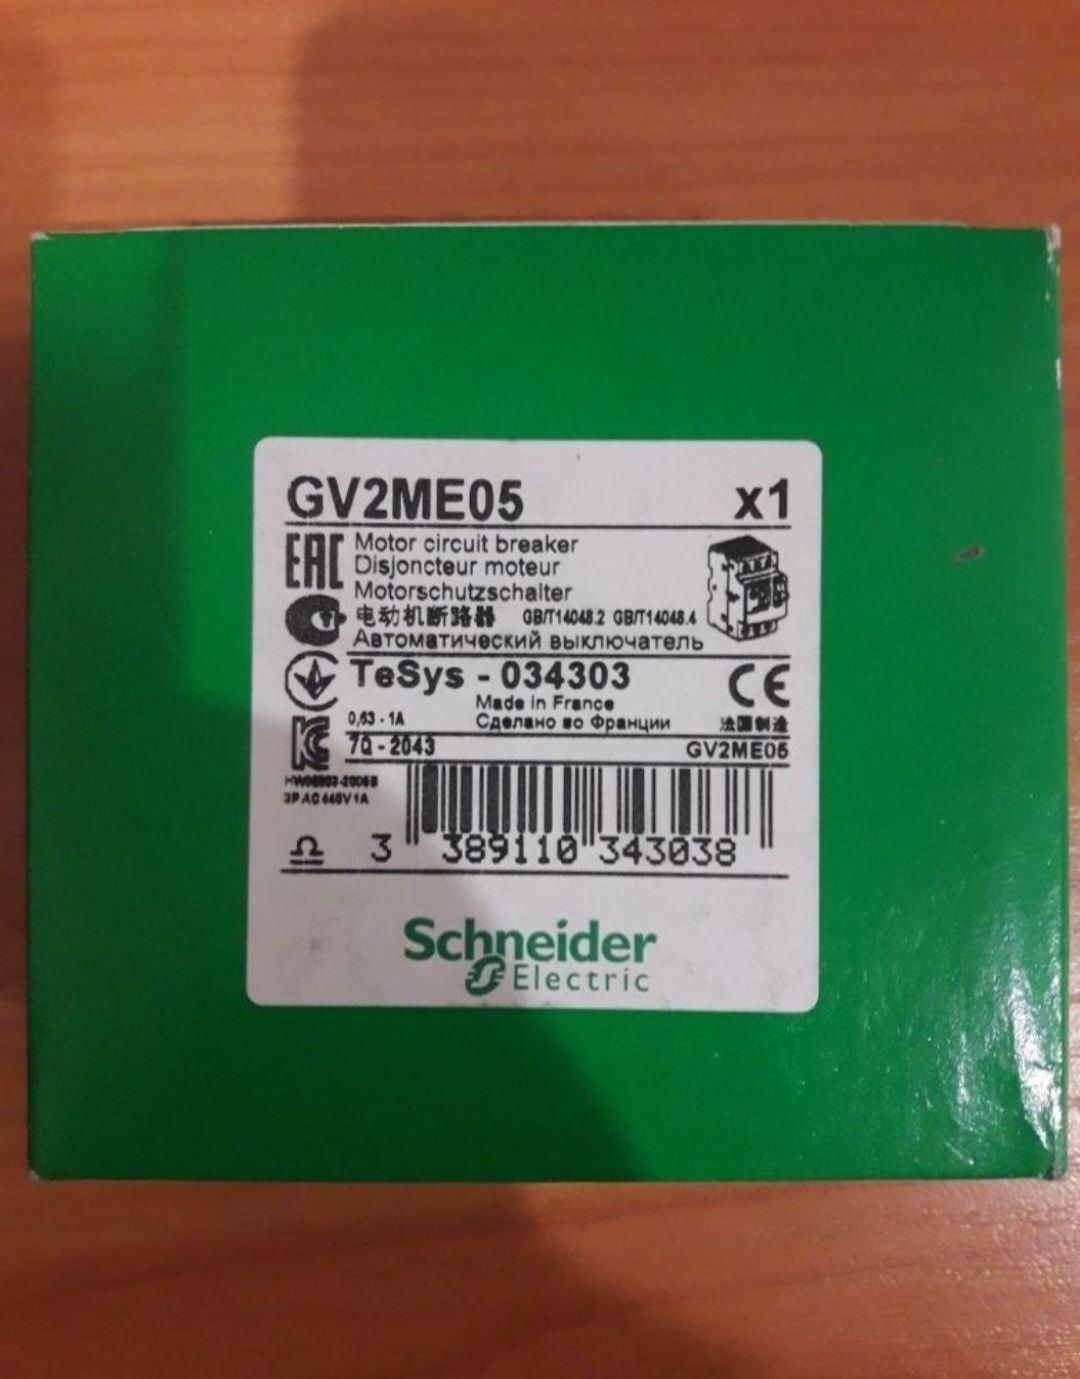 GV2ME05 x1
EAC Motor circuit breaker
Disjoncteur moteur
Motorschutzschalter
电动机断路器 GB/T14048.2 GB/T14048.4
Автоматический выключатель
TeSys - 034303 CE
Made in France
0,63 - 1A Сделано во Франции 法国制造
7Q - 2043 GV2ME05
3P AC 440V 1A
3 389110 343038
Schneider
Electric